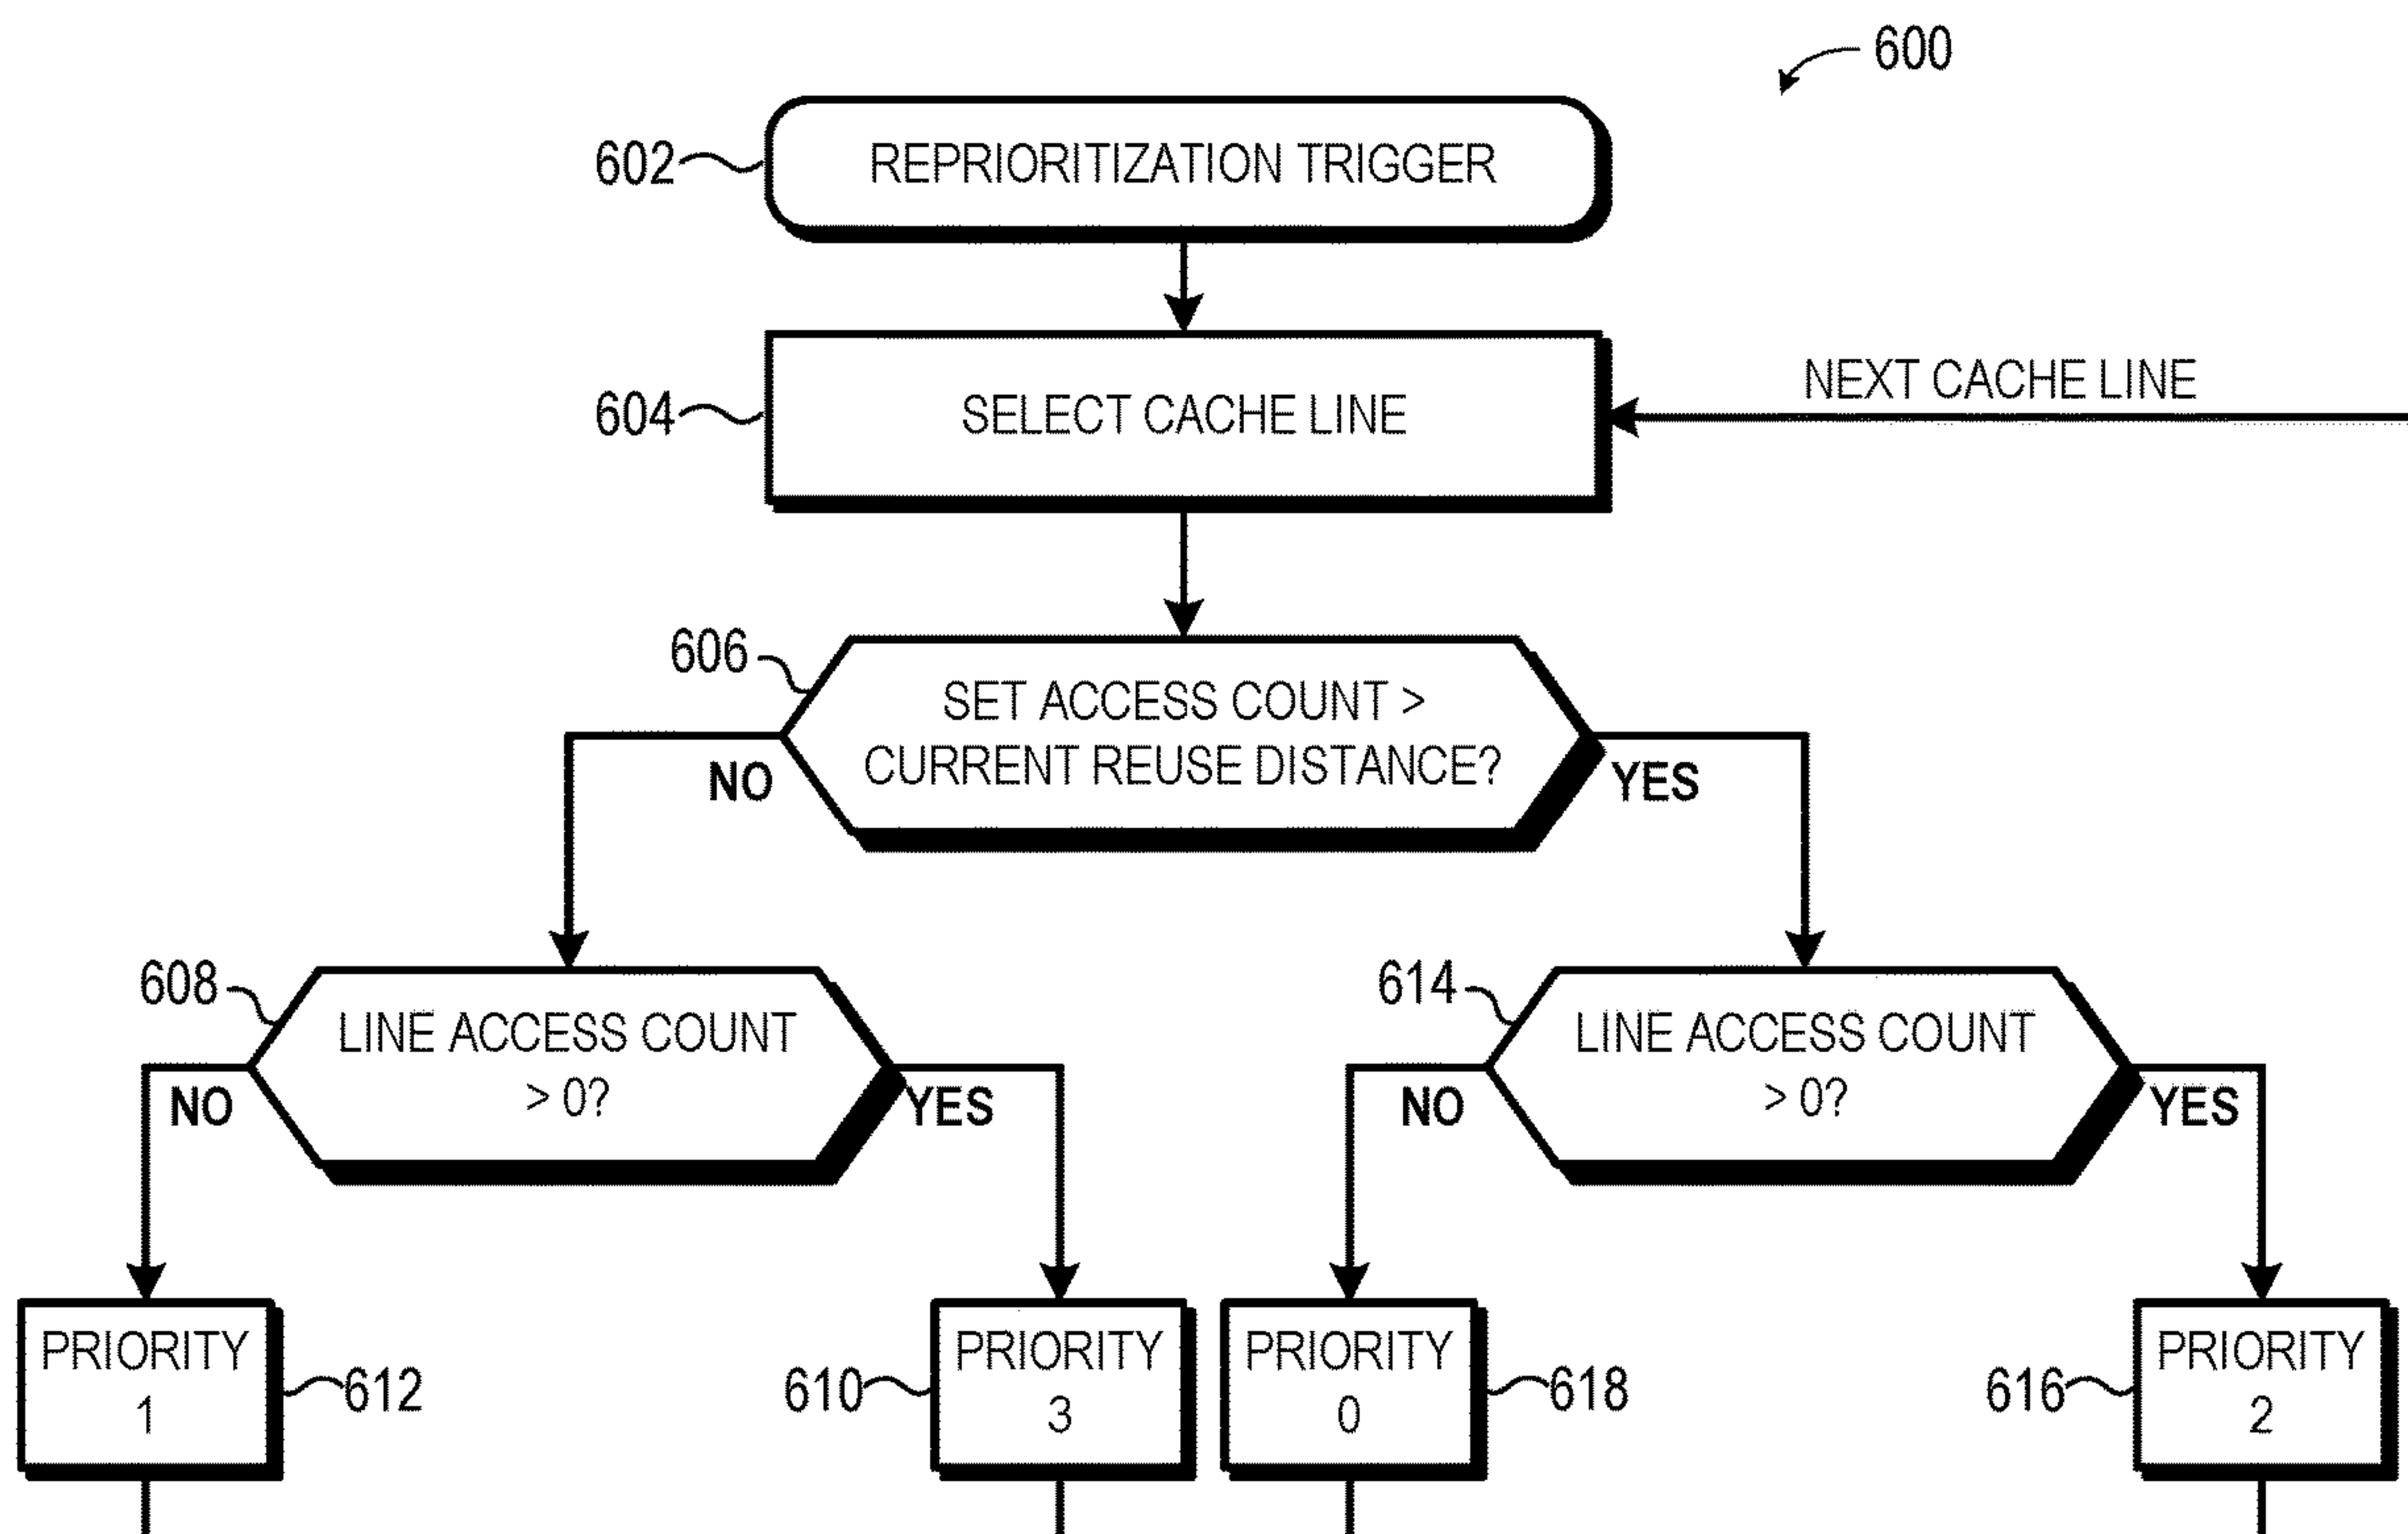 600
602
REPRIORITIZATION TRIGGER
604
SELECT CACHE LINE
NEXT CACHE LINE
606
SET ACCESS COUNT >
CURRENT REUSE DISTANCE?
NO
YES
608
LINE ACCESS COUNT
> 0?
NO
YES
614
LINE ACCESS COUNT
> 0?
NO
YES
PRIORITY
1
612
610
PRIORITY
3
PRIORITY
0
618
616
PRIORITY
2